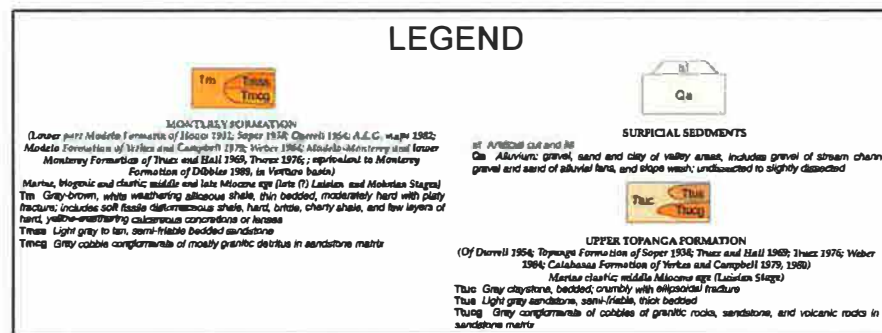 LEGEND
Tm Tmss
Tmcg
MONTEREY FORMATION
(Lower part Modelo Formation of Hoots 1931; Soper 1938; Durrell 1954; A.E.G. maps 1982;
Modelo Formation of Yerkes and Campbell 1979; Weber 1984; Modelo-Monterey and lower
Monterey Formation of Truex and Hall 1969, Truex 1976; ; equivalent to Monterey
Formation of Dibblee 1989, in Ventura basin)
Marine, biogenic and clastic; middle and late Miocene age (late (?) Luisian and Mohnian Stages)
Tm Gray-brown, white weathering siliceous shale, thin bedded, moderately hard with platy
fracture; includes soft fissile diatomaceous shale, hard, brittle, cherty shale, and few layers of
hard, yellow-weathering calcareous concretions or lenses
Tmss Light gray to tan, semi-friable bedded sandstone
Tmcg Gray cobble conglomerate of mostly granitic detritus in sandstone matrix
af
Qa
SURFICIAL SEDIMENTS
af Artificial cut and fill
Qa Alluvium: gravel, sand and clay of valley areas, includes gravel of stream chann
gravel and sand of alluvial fans, and slope wash; undissected to slightly dissected
Ttuc Ttus
Ttucg
UPPER TOPANGA FORMATION
(Of Durrell 1954; Topanga Formation of Soper 1938; Truex and Hall 1969; Truex 1976; Weber
1984; Calabasas Formation of Yerkes and Campbell 1979, 1980)
Marine clastic; middle Miocene age (Luisian Stage)
Ttuc Gray claystone, bedded; crumbly with ellipsoidal fracture
Ttus Light gray sandstone, semi-friable, thick bedded
Ttucg Gray conglomerate of cobbles of granitic rocks, sandstone, and volcanic rocks in
sandstone matrix